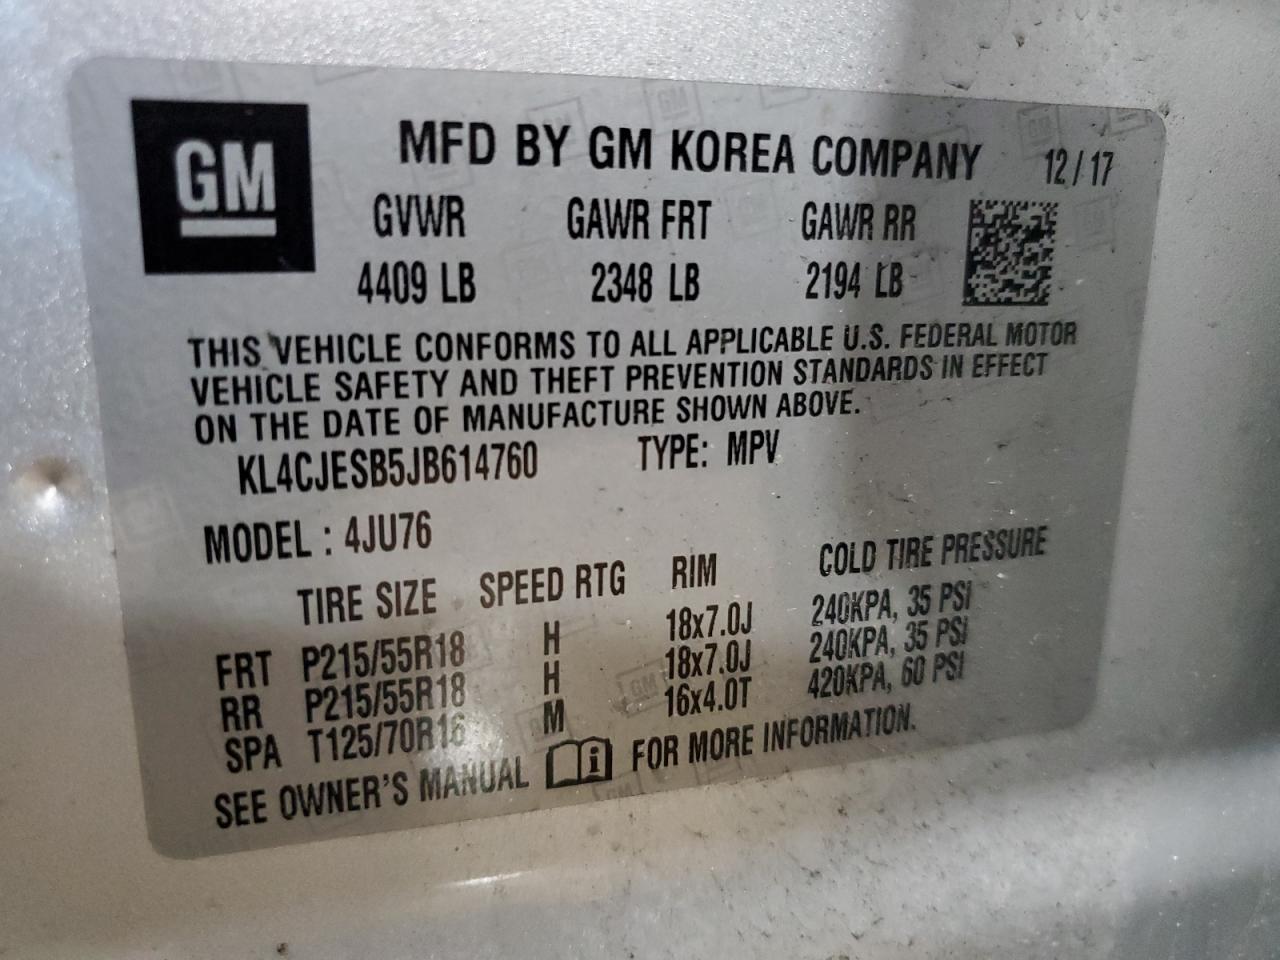 GM
MFD BY GM KOREA COMPANY 12/17
GVWR GAWR FRT GAWR RR
4409 LB 2348 LB 2194 LB
THIS VEHICLE CONFORMS TO ALL APPLICABLE U.S. FEDERAL MOTOR
VEHICLE SAFETY AND THEFT PREVENTION STANDARDS IN EFFECT
ON THE DATE OF MANUFACTURE SHOWN ABOVE.
KL4CJESB5JB614760 TYPE: MPV
MODEL : 4JU76
TIRE SIZE SPEED RTG RIM COLD TIRE PRESSURE
FRT P215/55R18 H 18x7.0J 240KPA, 35 PSI
RR P215/55R18 H 18x7.0J 240KPA, 35 PSI
SPA T125/70R16 M 16x4.0T 420KPA, 60 PSI
SEE OWNER'S MANUAL i FOR MORE INFORMATION.